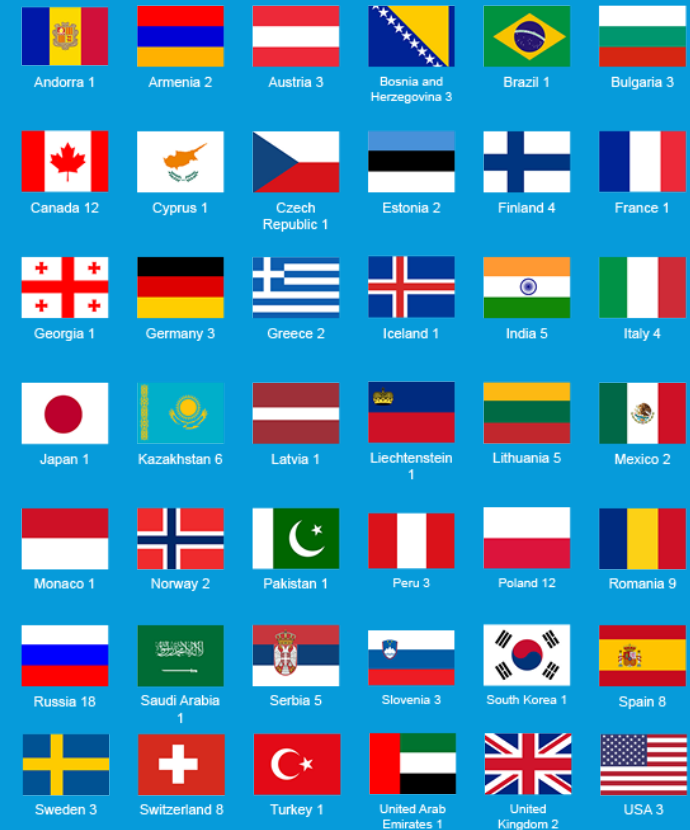 Andorra 1
Armenia 2
Austria 3
Bosnia and
Herzegovina 3
Brazil 1
Bulgaria 3
Canada 12
Cyprus 1
Czech
Republic 1
Estonia 2
Finland 4
France 1
Georgia 1
Germany 3
Greece 2
Iceland 1
India 5
Italy 4
Japan 1
Kazakhstan 6
Latvia 1
Liechtenstein
1
Lithuania 5
Mexico 2
Monaco 1
Norway 2
Pakistan 1
Peru 3
Poland 12
Romania 9
Russia 18
Saudi Arabia
1
Serbia 5
Slovenia 3
South Korea 1
Spain 8
Sweden 3
Switzerland 8
Turkey 1
United Arab
Emirates 1
United
Kingdom 2
USA 3